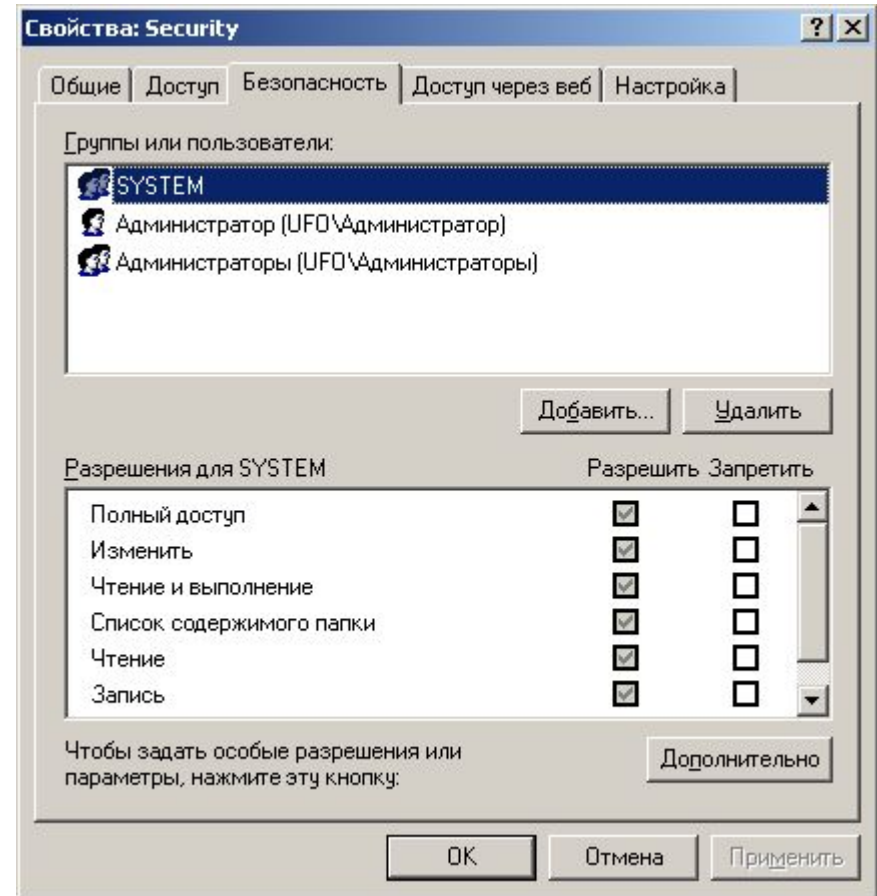 Свойства: Security
Общие Доступ Безопасность Доступ через веб Настройка
Группы или пользователи:
SYSTEM
Администратор (UFO\Администратор)
Администраторы (UFO\Администраторы)
Добавить... Удалить
Разрешения для SYSTEM Разрешить Запретить
Полный доступ
Изменить
Чтение и выполнение
Список содержимого папки
Чтение
Запись
Чтобы задать особые разрешения или
параметры, нажмите эту кнопку:
Дополнительно
OK Отмена Применить